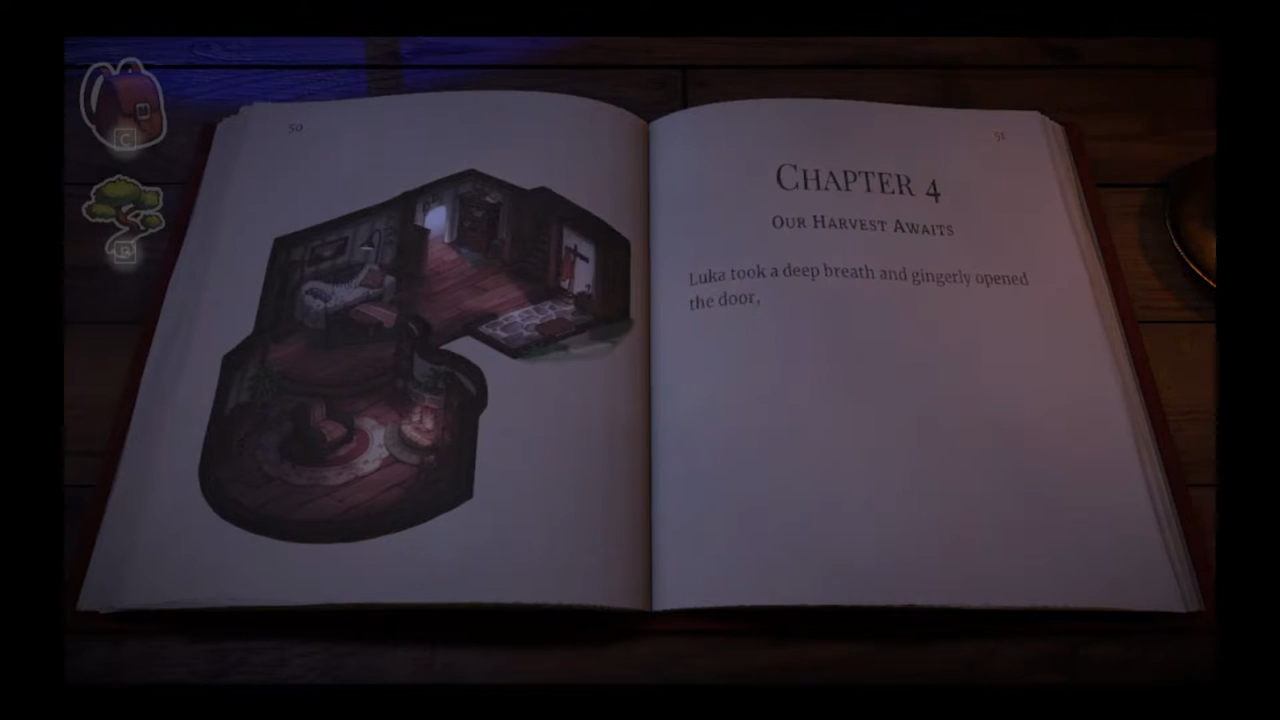 C
B
50
51
CHAPTER 4
OUR HARVEST AWAITS
Luka took a deep breath and gingerly opened
the door,